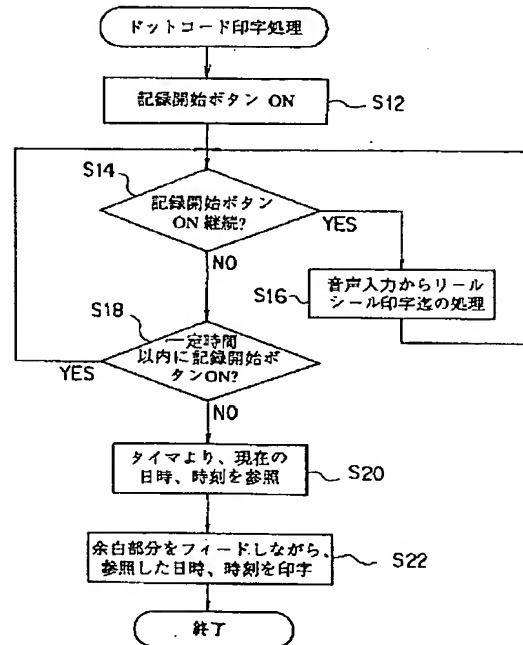 ドットコード印字処理
記録開始ボタン ON
S12
S14
記録開始ボタン
ON 継続?
YES
NO
S16
音声入力からリール
シール印字迄の処理
S18
一定時間
以内に記録開始
ボタンON?
YES
NO
タイマより、現在の
日時、時刻を参照
S20
余白部分をフィードしながら、
参照した日時、時刻を印字
S22
終了